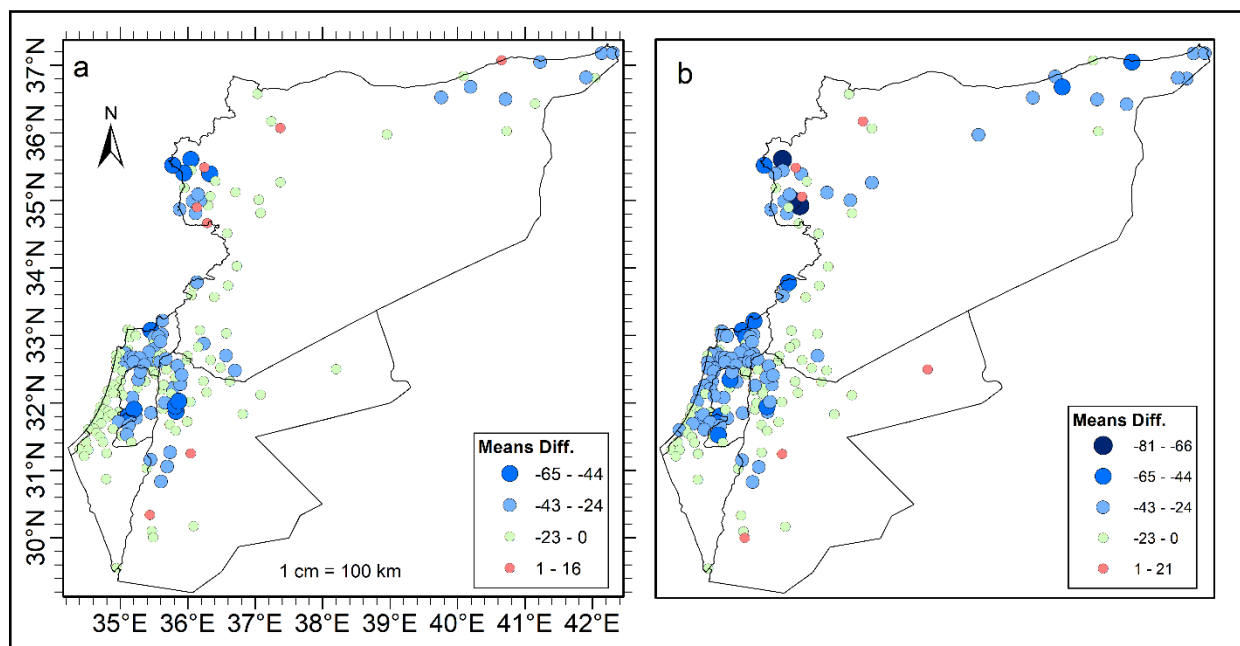 a
b
N
37°N
36°N
35°N
34°N
33°N
32°N
31°N
30°N
1 cm = 100 km
Means Diff.
-65 - -44
-43 - -24
-23 - 0
1 - 16
Means Diff.
-81 - -66
-65 - -44
-43 - -24
-23 - 0
1 - 21
35°E 36°E 37°E 38°E 39°E 40°E 41°E 42°E